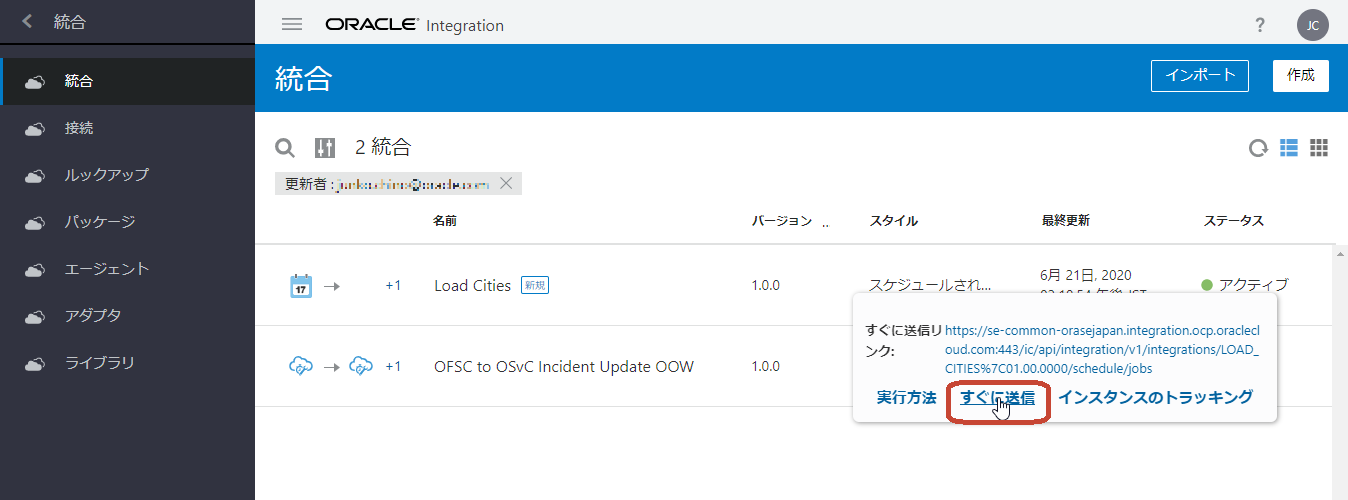 統合
ORACLE Integration
?
JC
統合
接続
ルックアップ
パッケージ
エージェント
アダプタ
ライブラリ
統合
インポート
作成
2 統合
更新者 :
名前 バージョン .. スタイル 最終更新 ステータス
17 +1 Load Cities 新規 1.0.0 スケジュールされ... 6月 21日, 2020 アクティブ
+1 OFSC to OSvC Incident Update OOW 1.0.0
すぐに送信リ
ンク:
https://se-common-orasejapan.integration.ocp.oraclecl
oud.com:443/ic/api/integration/v1/integrations/LOAD_
CITIES%7C01.00.0000/schedule/jobs
実行方法 すぐに送信 インスタンスのトラッキング